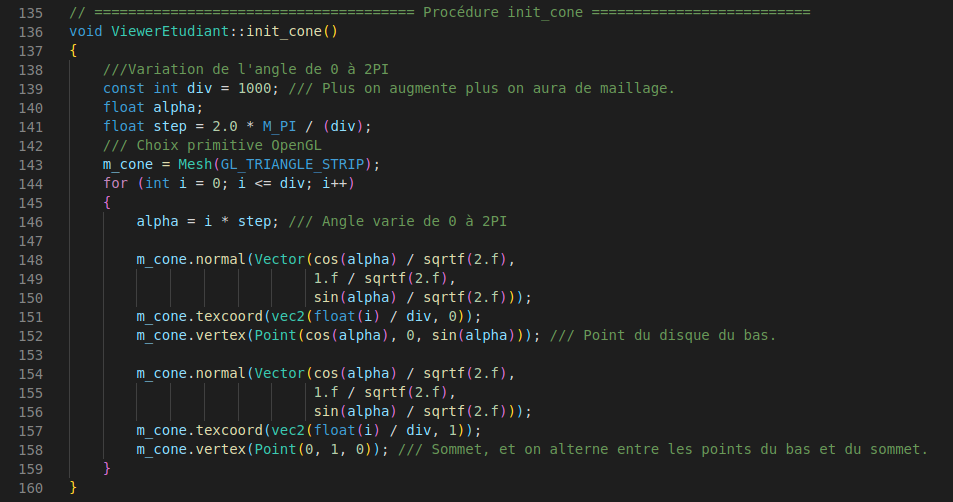 135 // ====================================== Procédure init_cone ==========================
136 void ViewerEtudiant::init_cone()
137 {
138     ///Variation de l'angle de 0 à 2PI
139     const int div = 1000; /// Plus on augmente plus on aura de maillage.
140     float alpha;
141     float step = 2.0 * M_PI / (div);
142     /// Choix primitive OpenGL
143     m_cone = Mesh(GL_TRIANGLE_STRIP);
144     for (int i = 0; i <= div; i++)
145     {
146         alpha = i * step; /// Angle varie de 0 à 2PI
147
148         m_cone.normal(Vector(cos(alpha) / sqrtf(2.f),
149                              1.f / sqrtf(2.f),
150                              sin(alpha) / sqrtf(2.f)));
151         m_cone.texcoord(vec2(float(i) / div, 0));
152         m_cone.vertex(Point(cos(alpha), 0, sin(alpha))); /// Point du disque du bas.
153
154         m_cone.normal(Vector(cos(alpha) / sqrtf(2.f),
155                              1.f / sqrtf(2.f),
156                              sin(alpha) / sqrtf(2.f)));
157         m_cone.texcoord(vec2(float(i) / div, 1));
158         m_cone.vertex(Point(0, 1, 0)); /// Sommet, et on alterne entre les points du bas et du sommet.
159     }
160 }